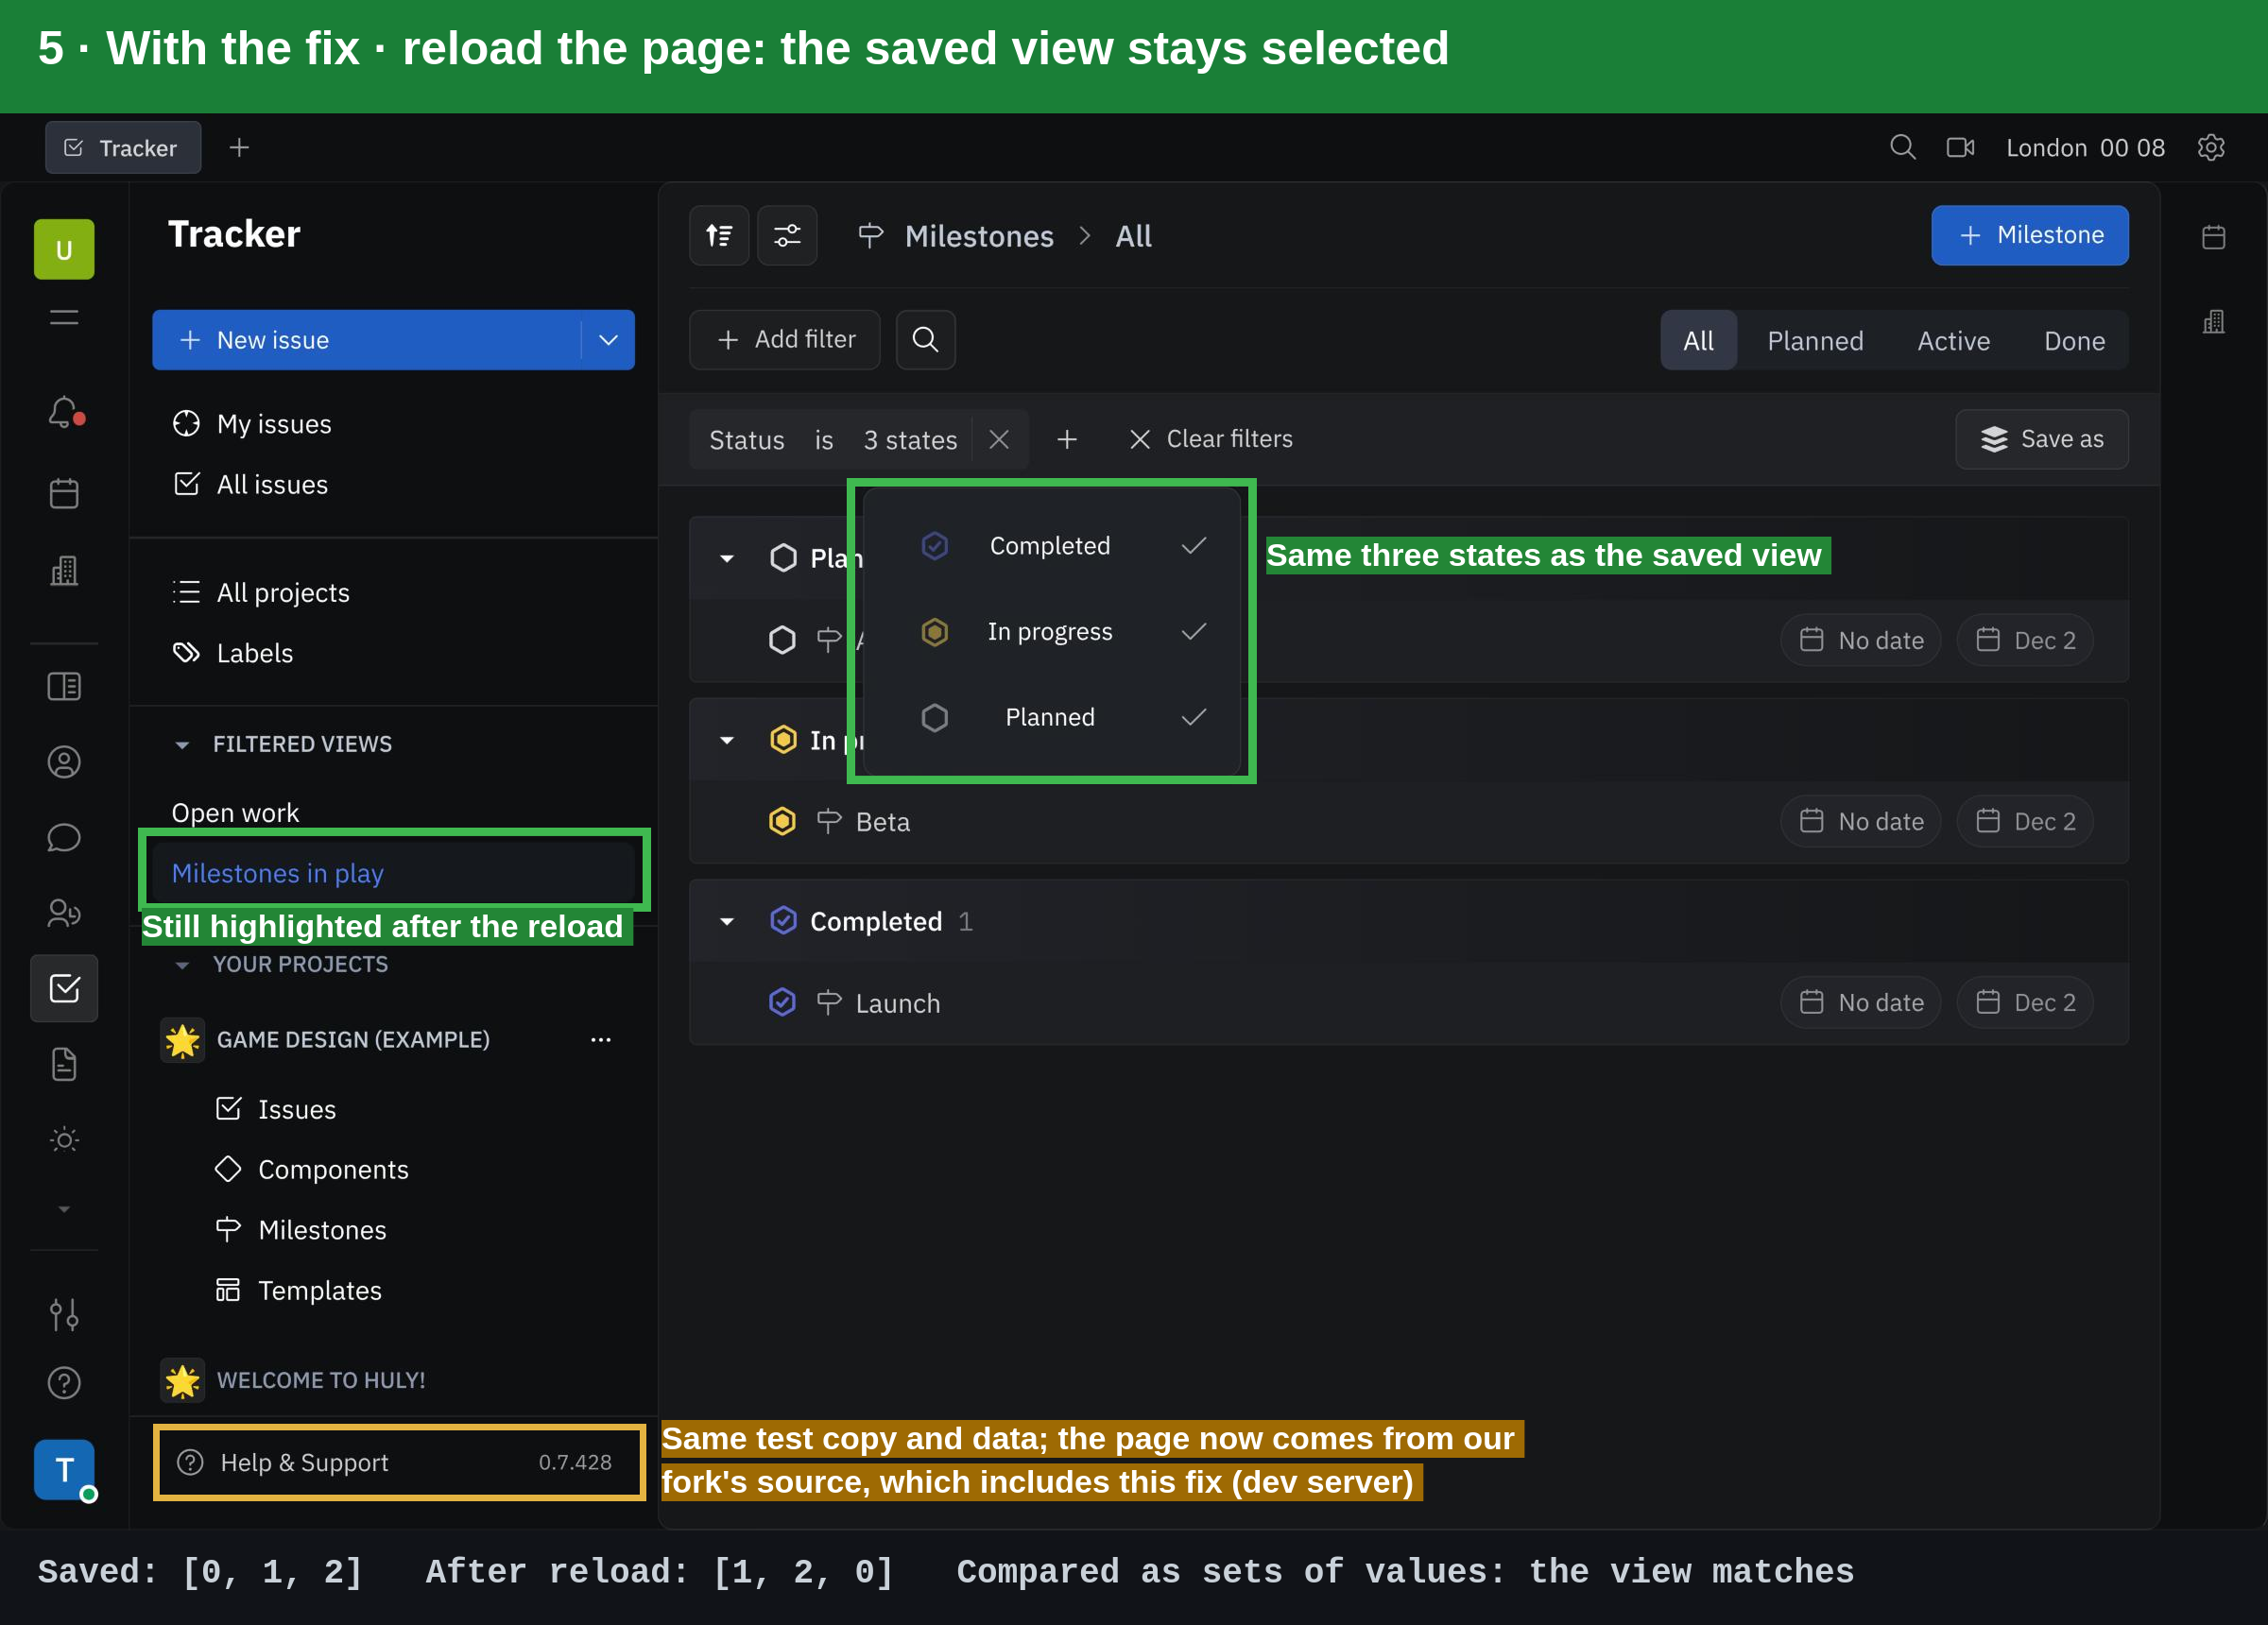 5 · With the fix · reload the page: the saved view stays selected
Tracker
London 00 08
U
Tracker
New issue
My issues
All issues
All projects
Labels
FILTERED VIEWS
Open work
Milestones in play
Still highlighted after the reload
YOUR PROJECTS
GAME DESIGN (EXAMPLE)
Issues
Components
Milestones
Templates
WELCOME TO HULY!
Help & Support 0.7.428
T
Milestones > All
Milestone
Add filter
All Planned Active Done
Status is 3 states
Clear filters
Save as
Completed
In progress
Planned
Same three states as the saved view
Plan
No date Dec 2
In pr
Beta No date Dec 2
Completed 1
Launch No date Dec 2
Same test copy and data; the page now comes from our
fork's source, which includes this fix (dev server)
Saved: [0, 1, 2] After reload: [1, 2, 0] Compared as sets of values: the view matches